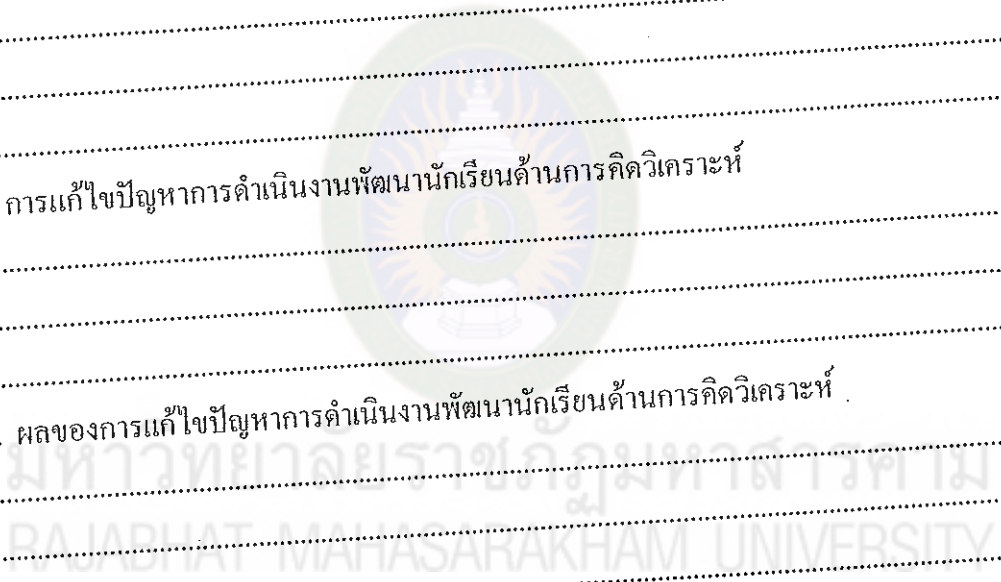 การแก้ไขปัญหาการดำเนินงานพัฒนานักเรียนด้านการคิดวิเคราะห์
. ผลของการแก้ไขปัญหาการดำเนินงานพัฒนานักเรียนด้านการคิดวิเคราะห์
มหาวิทยาลัยราชภัฏมหาสารคาม
RAJABHAT MAHASARAKHAM UNIVERSITY